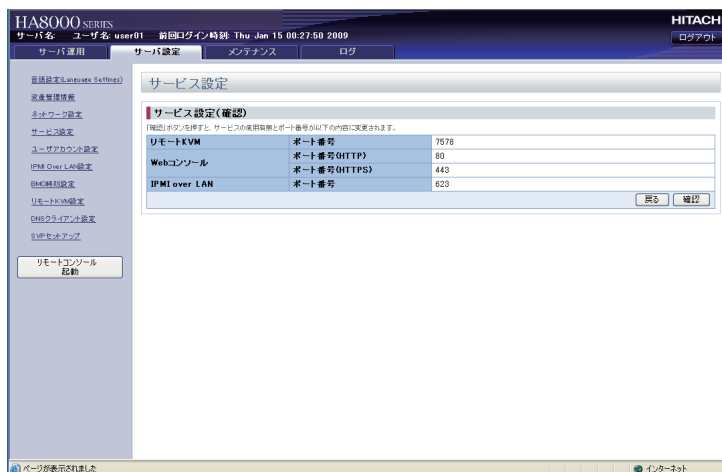 HA8000 SERIES
HITACH
サーバ名: ユーザ名: user01 前回ログイン時刻: Thu Jan 15 00:27:50 2009
ログアウト
サーバ運用 サーバ設定 メンテナンス ログ
言語設定(Language Settings)
資産管理情報
ネットワーク設定
サービス設定
ユーザアカウント設定
IPMI Over LAN設定
BMC時刻設定
リモートKVM設定
DNSクライアント設定
SVPセットアップ
リモートコンソール
起動
サービス設定
サービス設定(確認)
「確認」ボタンを押すと、サービスの使用有無とポート番号が以下の内容に変更されます。
リモートKVM ポート番号 7578
Webコンソール ポート番号(HTTP) 80
ポート番号(HTTPS) 443
IPMI over LAN ポート番号 623
戻る 確認
ページが表示されました インターネット